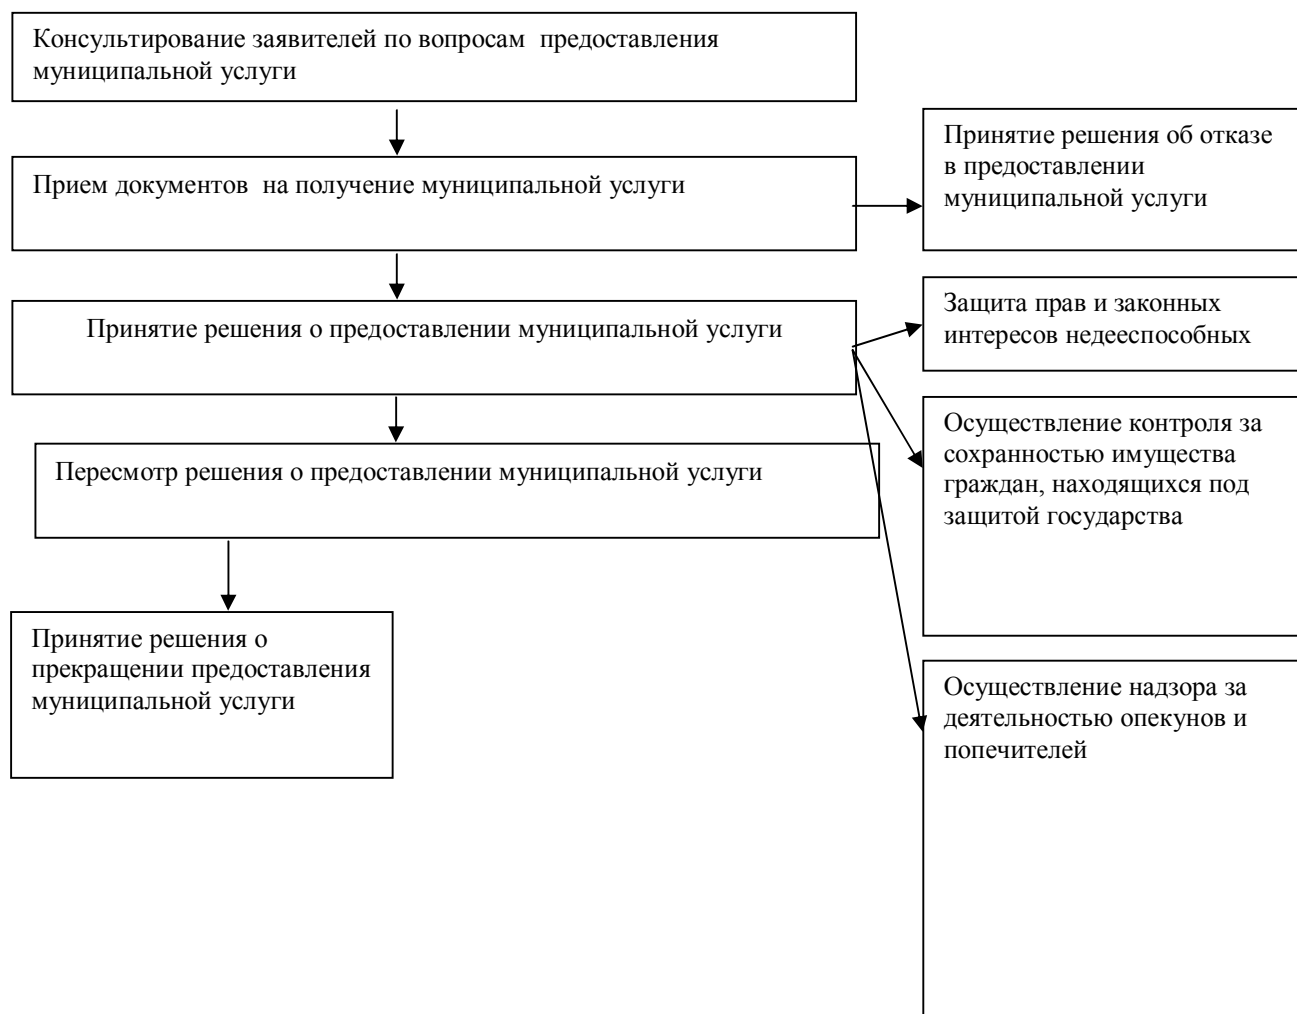 Консультирование заявителей по вопросам предоставления
муниципальной услуги
Прием документов на получение муниципальной услуги
Принятие решения об отказе
в предоставлении
муниципальной услуги
Принятие решения о предоставлении муниципальной услуги
Защита прав и законных
интересов недееспособных
Пересмотр решения о предоставлении муниципальной услуги
Осуществление контроля за
сохранностью имущества
граждан, находящихся под
защитой государства
Принятие решения о
прекращении предоставления
муниципальной услуги
Осуществление надзора за
деятельностью опекунов и
попечителей